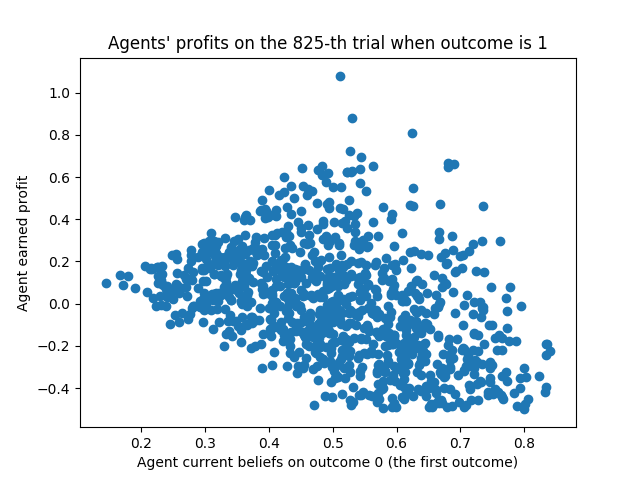 Agents' profits on the 825-th trial when outcome is 1
Agent earned profit
1.0
0.8
0.6
0.4
0.2
0.0
−0.2
−0.4
0.2 0.3 0.4 0.5 0.6 0.7 0.8
Agent current beliefs on outcome 0 (the first outcome)